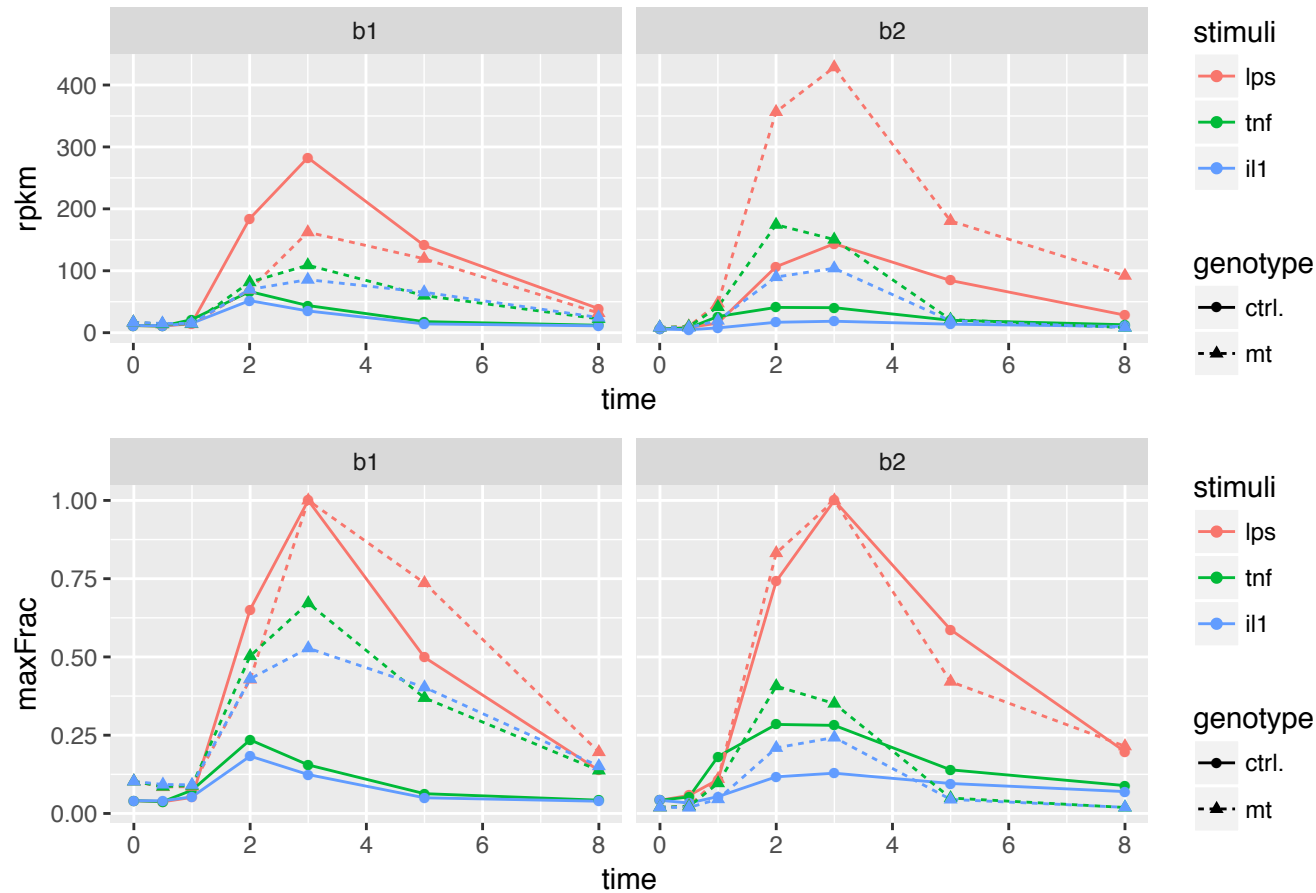 b1 b2
400
300
200
100
0
rpkm
0 2 4 6 8 0 2 4 6 8
time
stimuli
lps
tnf
il1
genotype
ctrl.
mt
b1 b2
1.00
0.75
0.50
0.25
0.00
maxFrac
0 2 4 6 8 0 2 4 6 8
time
stimuli
lps
tnf
il1
genotype
ctrl.
mt